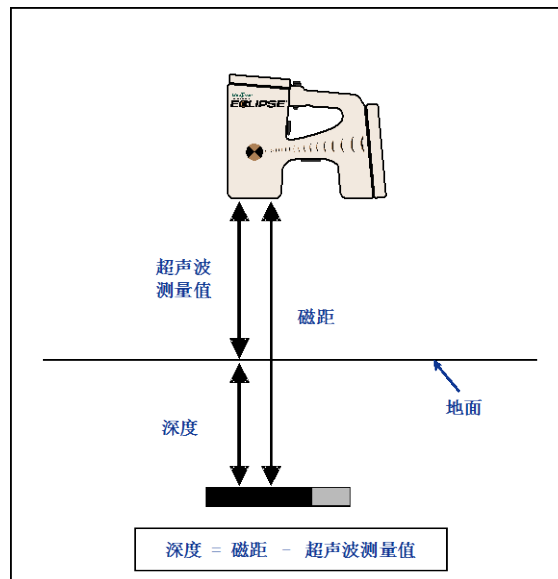 ECLIPSE
超声波
测量值
磁距
地面
深度
深度 = 磁距 - 超声波测量值